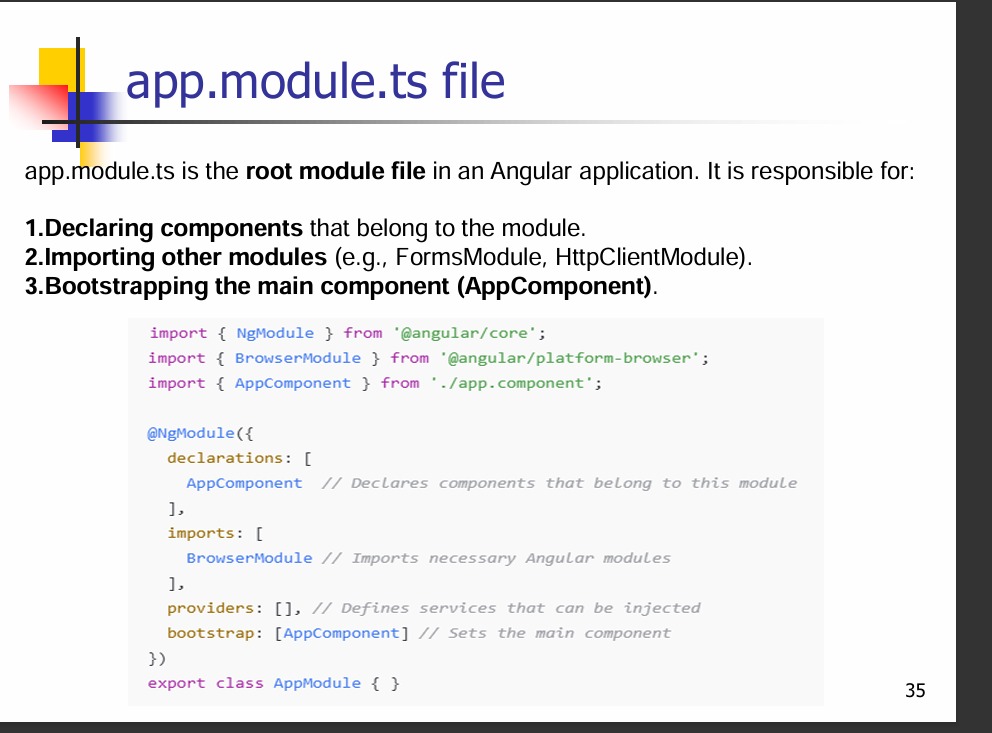 app.module.ts file
app.module.ts is the root module file in an Angular application. It is responsible for:
1.Declaring components that belong to the module.
2.Importing other modules (e.g., FormsModule, HttpClientModule).
3.Bootstrapping the main component (AppComponent).
import { NgModule } from '@angular/core';
import { BrowserModule } from '@angular/platform-browser';
import { AppComponent } from './app.component';
@NgModule({
  declarations: [
    AppComponent  // Declares components that belong to this module
  ],
  imports: [
    BrowserModule // Imports necessary Angular modules
  ],
  providers: [], // Defines services that can be injected
  bootstrap: [AppComponent] // Sets the main component
})
export class AppModule { }
35